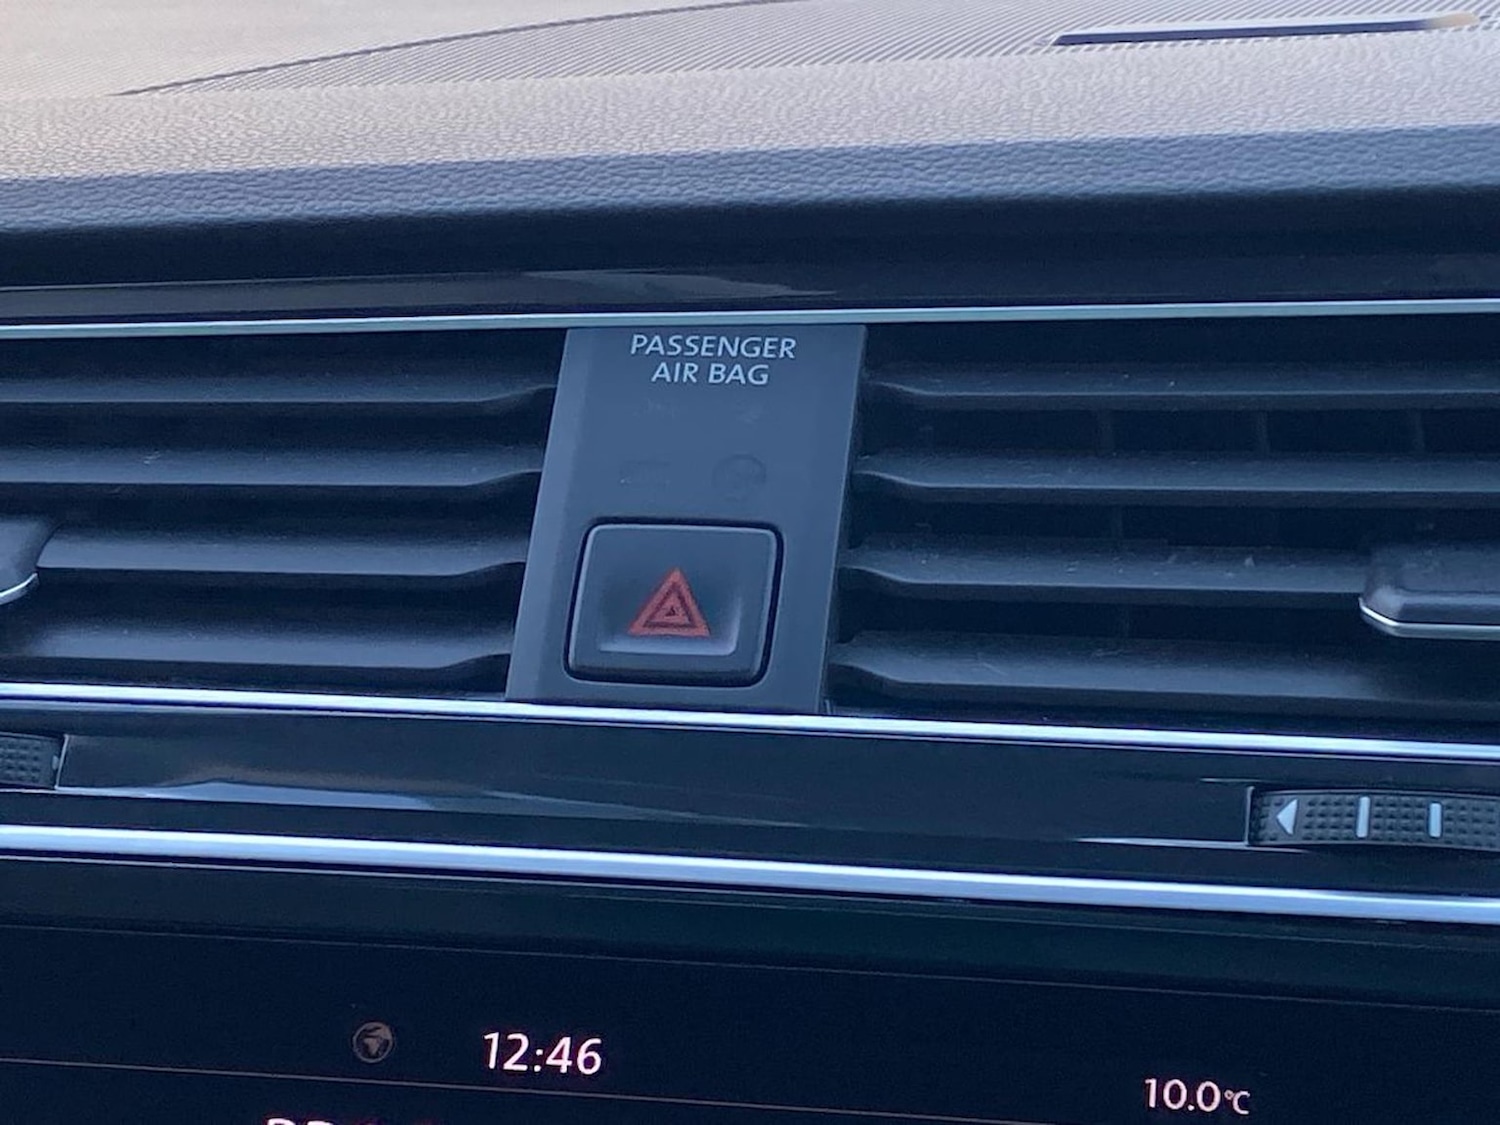 PASSENGER
AIR BAG
12:46
10.0°C